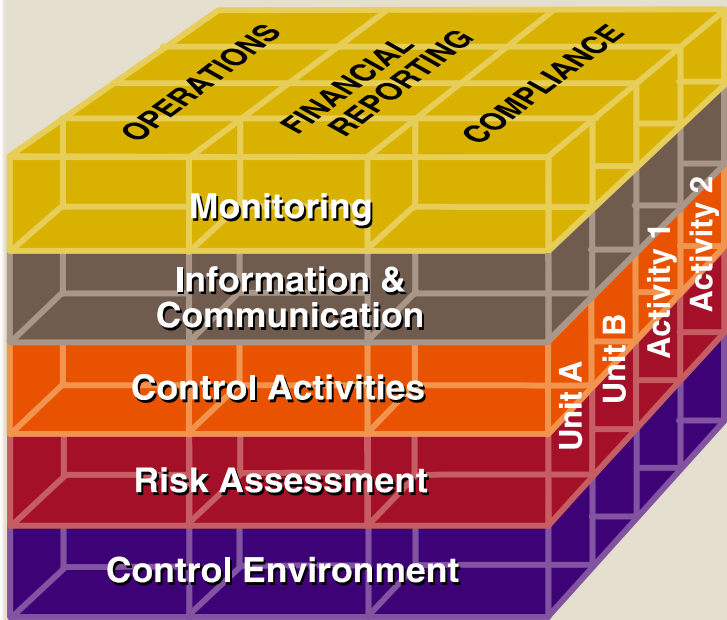 OPERATIONS
FINANCIAL
REPORTING
COMPLIANCE
Monitoring
Information &
Communication
Control Activities
Risk Assessment
Control Environment
Unit A
Unit B
Activity 1
Activity 2